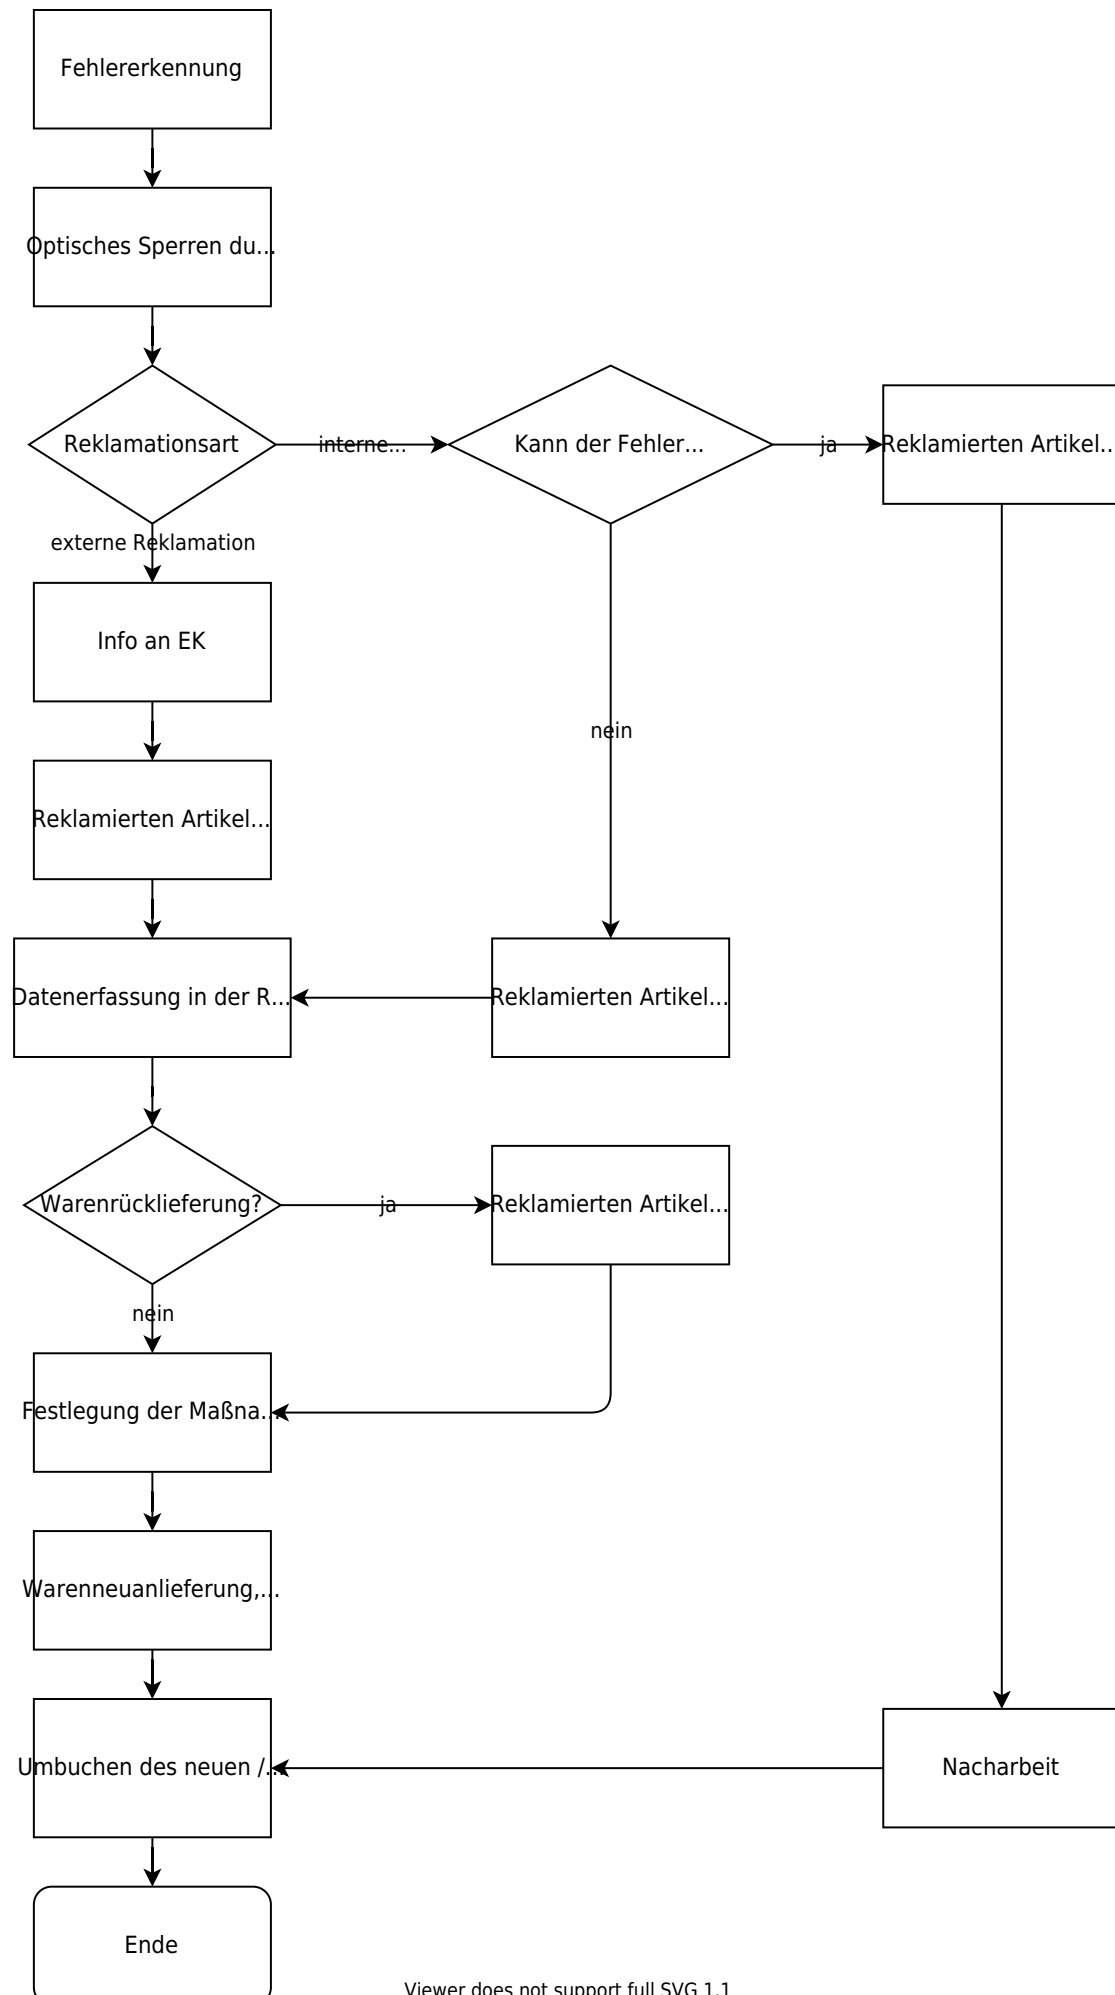 Fehlererkennung
Optisches Sperren du...
Reklamationsart
interne...
Kann der Fehler...
ja
Reklamierten Artikel...
externe Reklamation
Info an EK
nein
Reklamierten Artikel...
Datenerfassung in der R...
Reklamierten Artikel...
Warenrücklieferung?
ja
Reklamierten Artikel...
nein
Festlegung der Maßna...
Warenneuanlieferung,...
Umbuchen des neuen /...
Nacharbeit
Ende
Viewer does not support full SVG 1.1